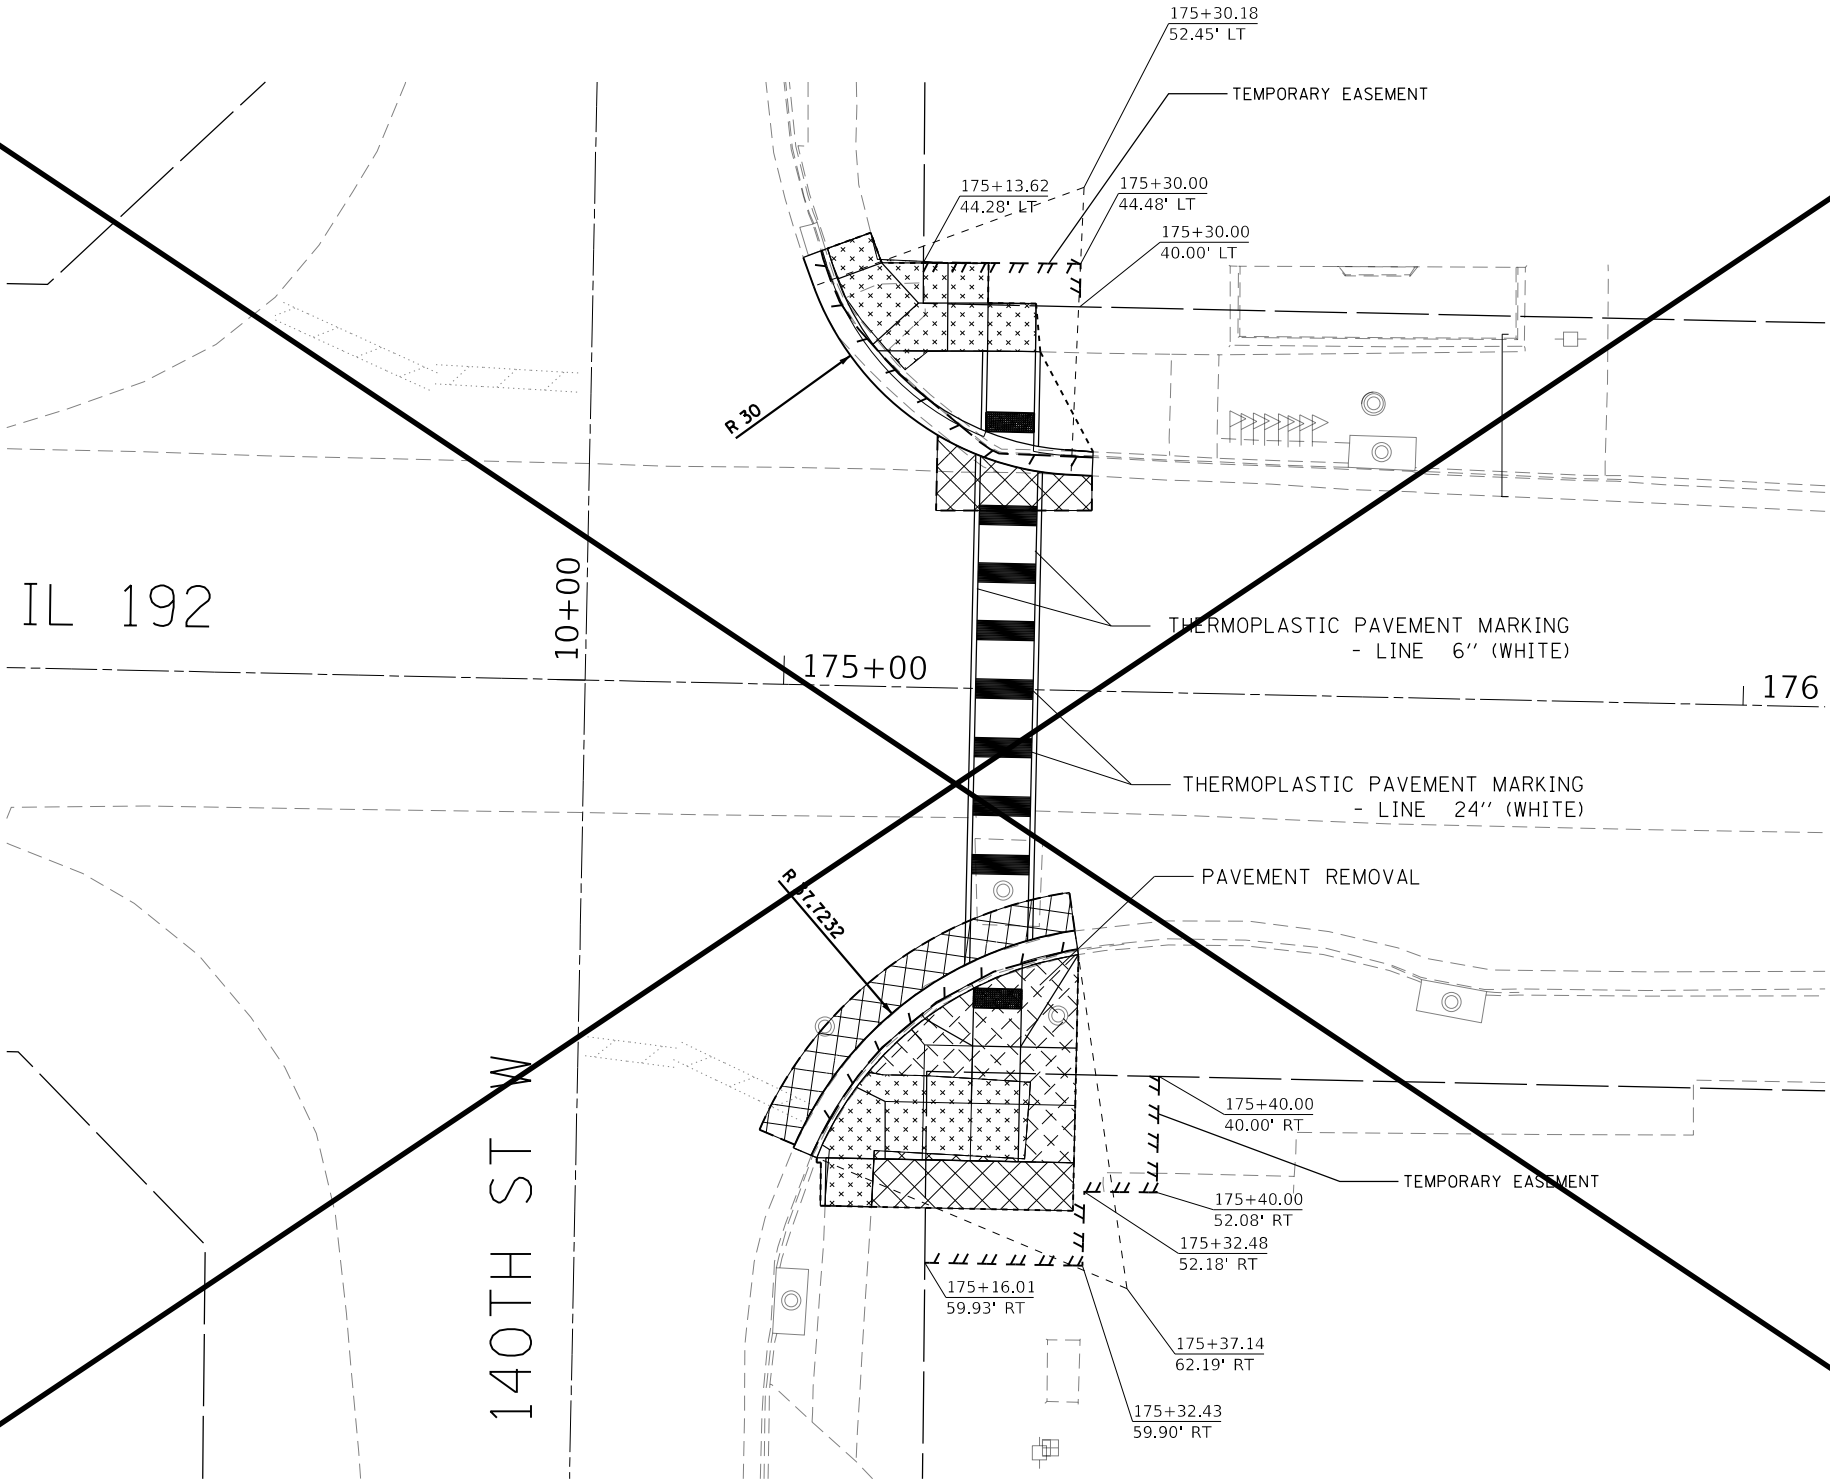 175+30.18
52.45' LT
TEMPORARY EASEMENT
175+13.62
44.28' LT
175+30.00
44.48' LT
175+30.00
40.00' LT
R 30
IL 192
10+00
THERMOPLASTIC PAVEMENT MARKING
- LINE 6'' (WHITE)
175+00
176
THERMOPLASTIC PAVEMENT MARKING
- LINE 24'' (WHITE)
R 57.7232
PAVEMENT REMOVAL
140TH ST W
175+40.00
40.00' RT
TEMPORARY EASEMENT
175+40.00
52.08' RT
175+32.48
52.18' RT
175+16.01
59.93' RT
175+37.14
62.19' RT
175+32.43
59.90' RT